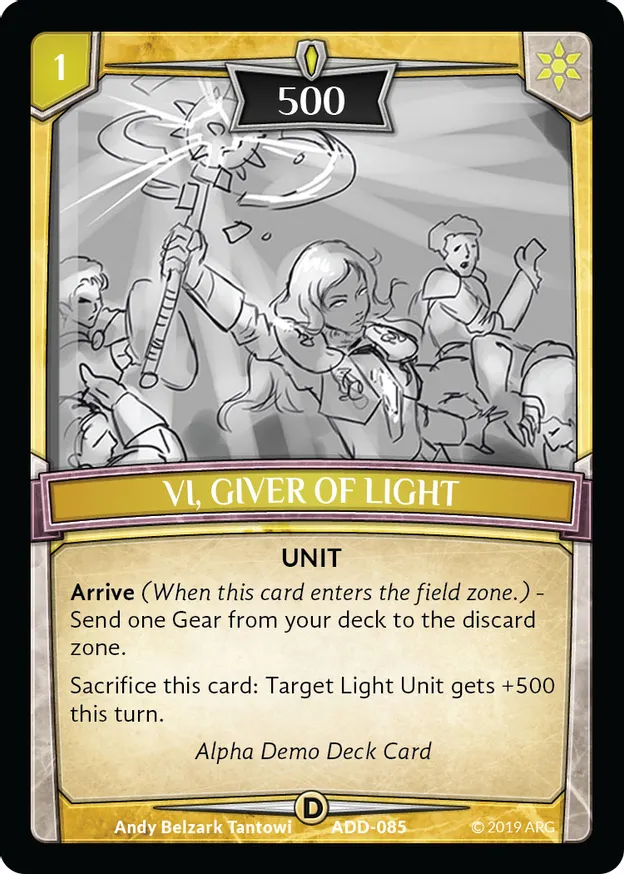 1
500
VI, GIVER OF LIGHT
UNIT
Arrive (When this card enters the field zone.) -
Send one Gear from your deck to the discard
zone.
Sacrifice this card: Target Light Unit gets +500
this turn.
Alpha Demo Deck Card
D
Andy Belzark Tantowi ADD-085 © 2019 ARG